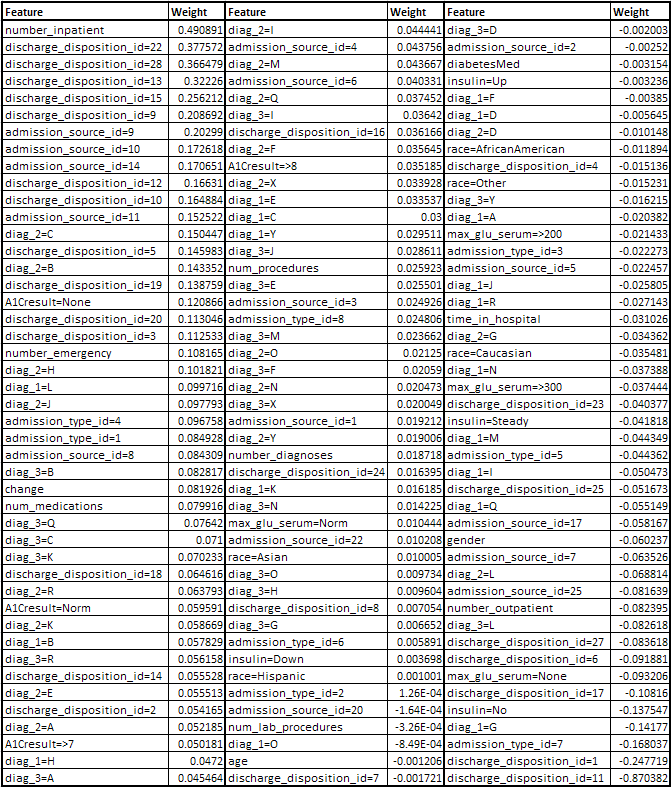 Feature Weight Feature Weight Feature Weight
number_inpatient 0.490891 diag_2=I 0.044441 diag_3=D -0.002003
discharge_disposition_id=22 0.377572 admission_source_id=4 0.043756 admission_source_id=2 -0.00252
discharge_disposition_id=28 0.366479 diag_2=M 0.043667 diabetesMed -0.003154
discharge_disposition_id=13 0.32226 admission_source_id=6 0.040331 insulin=Up -0.003236
discharge_disposition_id=15 0.256212 diag_2=Q 0.037452 diag_1=F -0.00385
discharge_disposition_id=9 0.208692 diag_3=I 0.03642 diag_1=D -0.005645
admission_source_id=9 0.20299 discharge_disposition_id=16 0.036166 diag_2=D -0.010148
admission_source_id=10 0.172618 diag_2=F 0.035645 race=AfricanAmerican -0.011894
admission_source_id=14 0.170651 A1Cresult=>8 0.035185 discharge_disposition_id=4 -0.015136
discharge_disposition_id=12 0.16631 diag_2=X 0.033928 race=Other -0.015231
discharge_disposition_id=10 0.164884 diag_1=E 0.033537 diag_3=Y -0.016215
admission_source_id=11 0.152522 diag_1=C 0.03 diag_1=A -0.020382
diag_2=C 0.150447 diag_1=Y 0.029511 max_glu_serum=>200 -0.021433
discharge_disposition_id=5 0.145983 diag_3=J 0.028611 admission_type_id=3 -0.022273
diag_2=B 0.143352 num_procedures 0.025923 admission_source_id=5 -0.022457
discharge_disposition_id=19 0.138759 diag_3=E 0.025501 diag_1=J -0.025805
A1Cresult=None 0.120866 admission_source_id=3 0.024926 diag_1=R -0.027143
discharge_disposition_id=20 0.113046 admission_type_id=8 0.024806 time_in_hospital -0.031026
discharge_disposition_id=3 0.112533 diag_3=M 0.023662 diag_2=G -0.034362
number_emergency 0.108165 diag_2=O 0.02125 race=Caucasian -0.035481
diag_2=H 0.101821 diag_3=F 0.02059 diag_1=N -0.037388
diag_1=L 0.099716 diag_2=N 0.020473 max_glu_serum=>300 -0.037444
diag_2=J 0.097793 diag_3=X 0.020049 discharge_disposition_id=23 -0.040377
admission_type_id=4 0.096758 admission_source_id=1 0.019212 insulin=Steady -0.041818
admission_type_id=1 0.084928 diag_2=Y 0.019006 diag_1=M -0.044349
admission_source_id=8 0.084309 number_diagnoses 0.018718 admission_type_id=5 -0.044362
diag_3=B 0.082817 discharge_disposition_id=24 0.016395 diag_1=I -0.050473
change 0.081926 diag_1=K 0.016185 discharge_disposition_id=25 -0.051673
num_medications 0.079916 diag_3=N 0.014225 diag_1=Q -0.055149
diag_3=Q 0.07642 max_glu_serum=Norm 0.010444 admission_source_id=17 -0.058167
diag_3=C 0.071 admission_source_id=22 0.010208 gender -0.060237
diag_3=K 0.070233 race=Asian 0.010005 admission_source_id=7 -0.063526
discharge_disposition_id=18 0.064616 diag_3=O 0.009734 diag_2=L -0.068814
diag_2=R 0.063793 diag_3=H 0.009604 admission_source_id=25 -0.081639
A1Cresult=Norm 0.059591 discharge_disposition_id=8 0.007054 number_outpatient -0.082395
diag_2=K 0.058669 diag_3=G 0.006652 diag_3=L -0.082618
diag_1=B 0.057829 admission_type_id=6 0.005891 discharge_disposition_id=27 -0.083618
diag_3=R 0.056158 insulin=Down 0.003698 discharge_disposition_id=6 -0.091881
discharge_disposition_id=14 0.055528 race=Hispanic 0.001001 max_glu_serum=None -0.093206
diag_2=E 0.055513 admission_type_id=2 1.26E-04 discharge_disposition_id=17 -0.10816
discharge_disposition_id=2 0.054165 admission_source_id=20 -1.64E-04 insulin=No -0.137547
diag_2=A 0.052185 num_lab_procedures -3.26E-04 diag_1=G -0.14177
A1Cresult=>7 0.050181 diag_1=O -8.49E-04 admission_type_id=7 -0.168037
diag_1=H 0.0472 age -0.001206 discharge_disposition_id=1 -0.247719
diag_3=A 0.045464 discharge_disposition_id=7 -0.001721 discharge_disposition_id=11 -0.870382